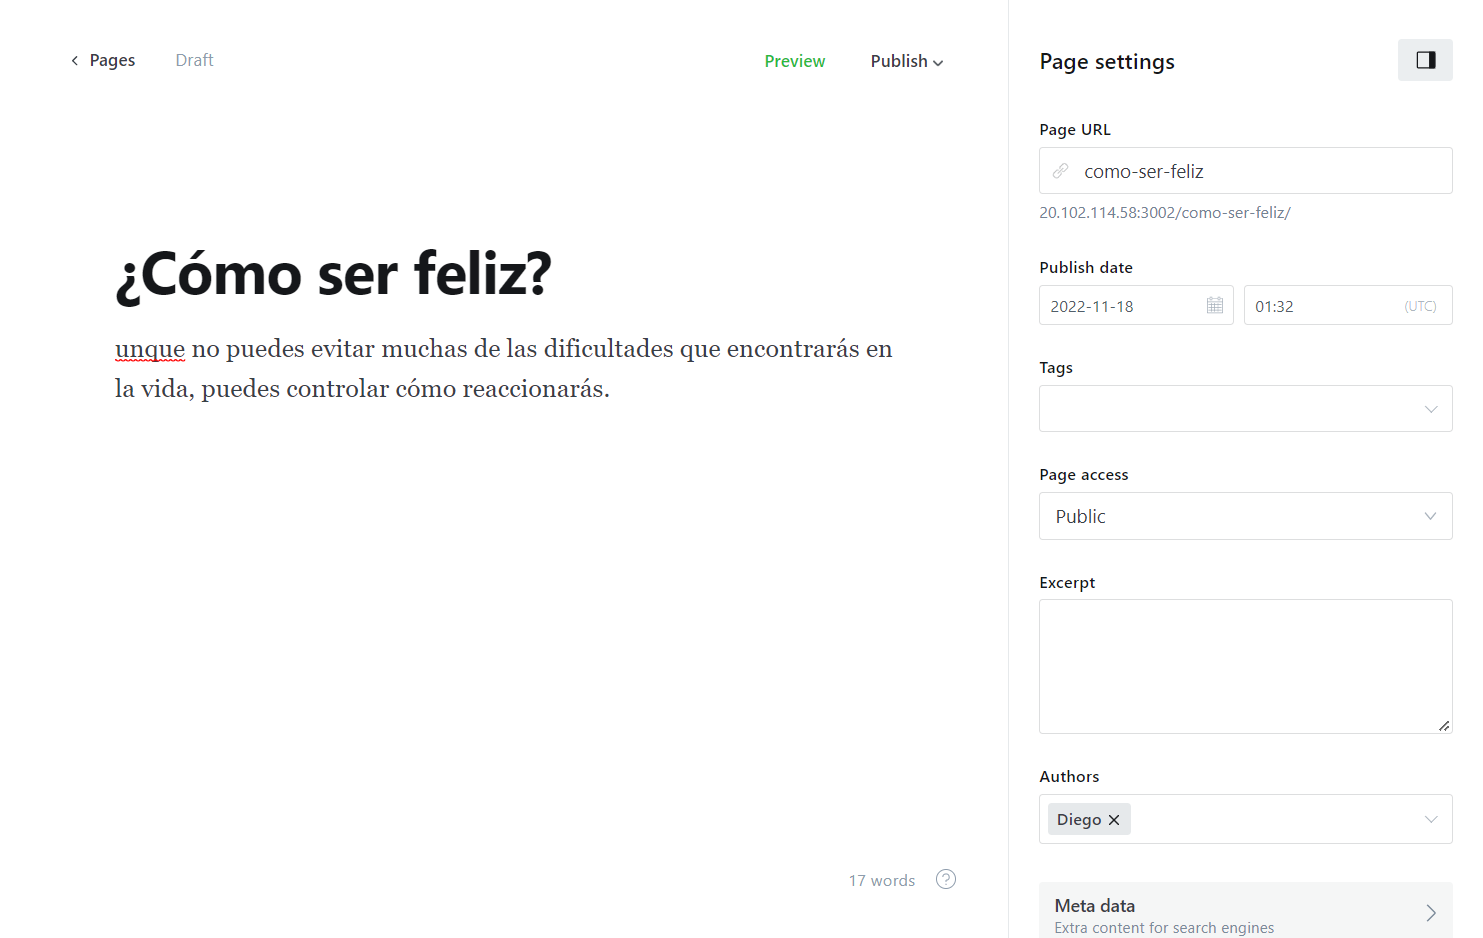 Pages Draft Preview Publish
¿Cómo ser feliz?
unque no puedes evitar muchas de las dificultades que encontrarás en
la vida, puedes controlar cómo reaccionarás.
17 words ?
Page settings
Page URL
como-ser-feliz
20.102.114.58:3002/como-ser-feliz/
Publish date
2022-11-18 01:32 (UTC)
Tags
Page access
Public
Excerpt
Authors
Diego
Meta data
Extra content for search engines